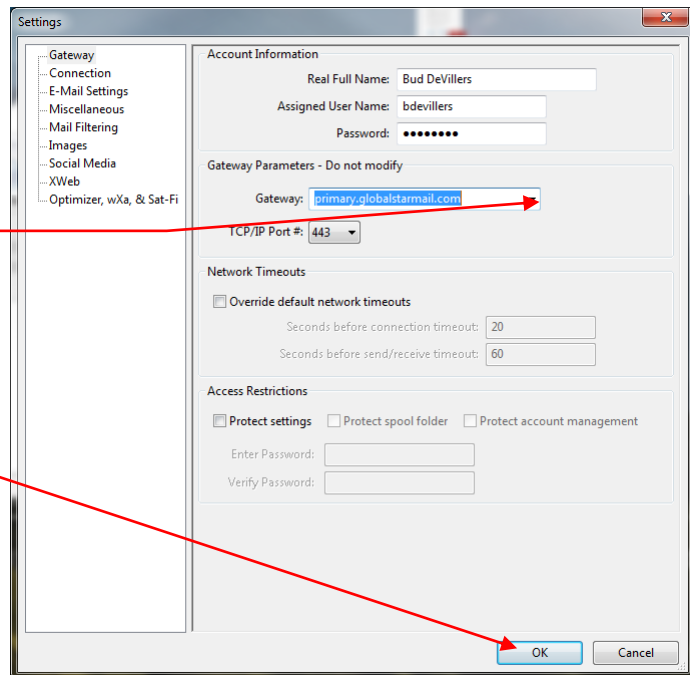 Settings
Gateway
Connection
E-Mail Settings
Miscellaneous
Mail Filtering
Images
Social Media
XWeb
Optimizer, wXa, & Sat-Fi
Account Information
Real Full Name: Bud DeVillers
Assigned User Name: bdevillers
Password: ••••••••
Gateway Parameters - Do not modify
Gateway: primary.globalstarmail.com
TCP/IP Port #: 443
Network Timeouts
Override default network timeouts
Seconds before connection timeout: 20
Seconds before send/receive timeout: 60
Access Restrictions
Protect settings Protect spool folder Protect account management
Enter Password:
Verify Password:
OK Cancel